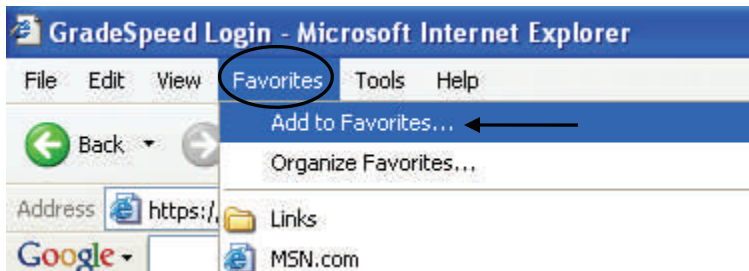 GradeSpeed Login - Microsoft Internet Explorer
File Edit View Favorites Tools Help
Add to Favorites...
Back
Organize Favorites...
Address https:/
Links
Google
MSN.com